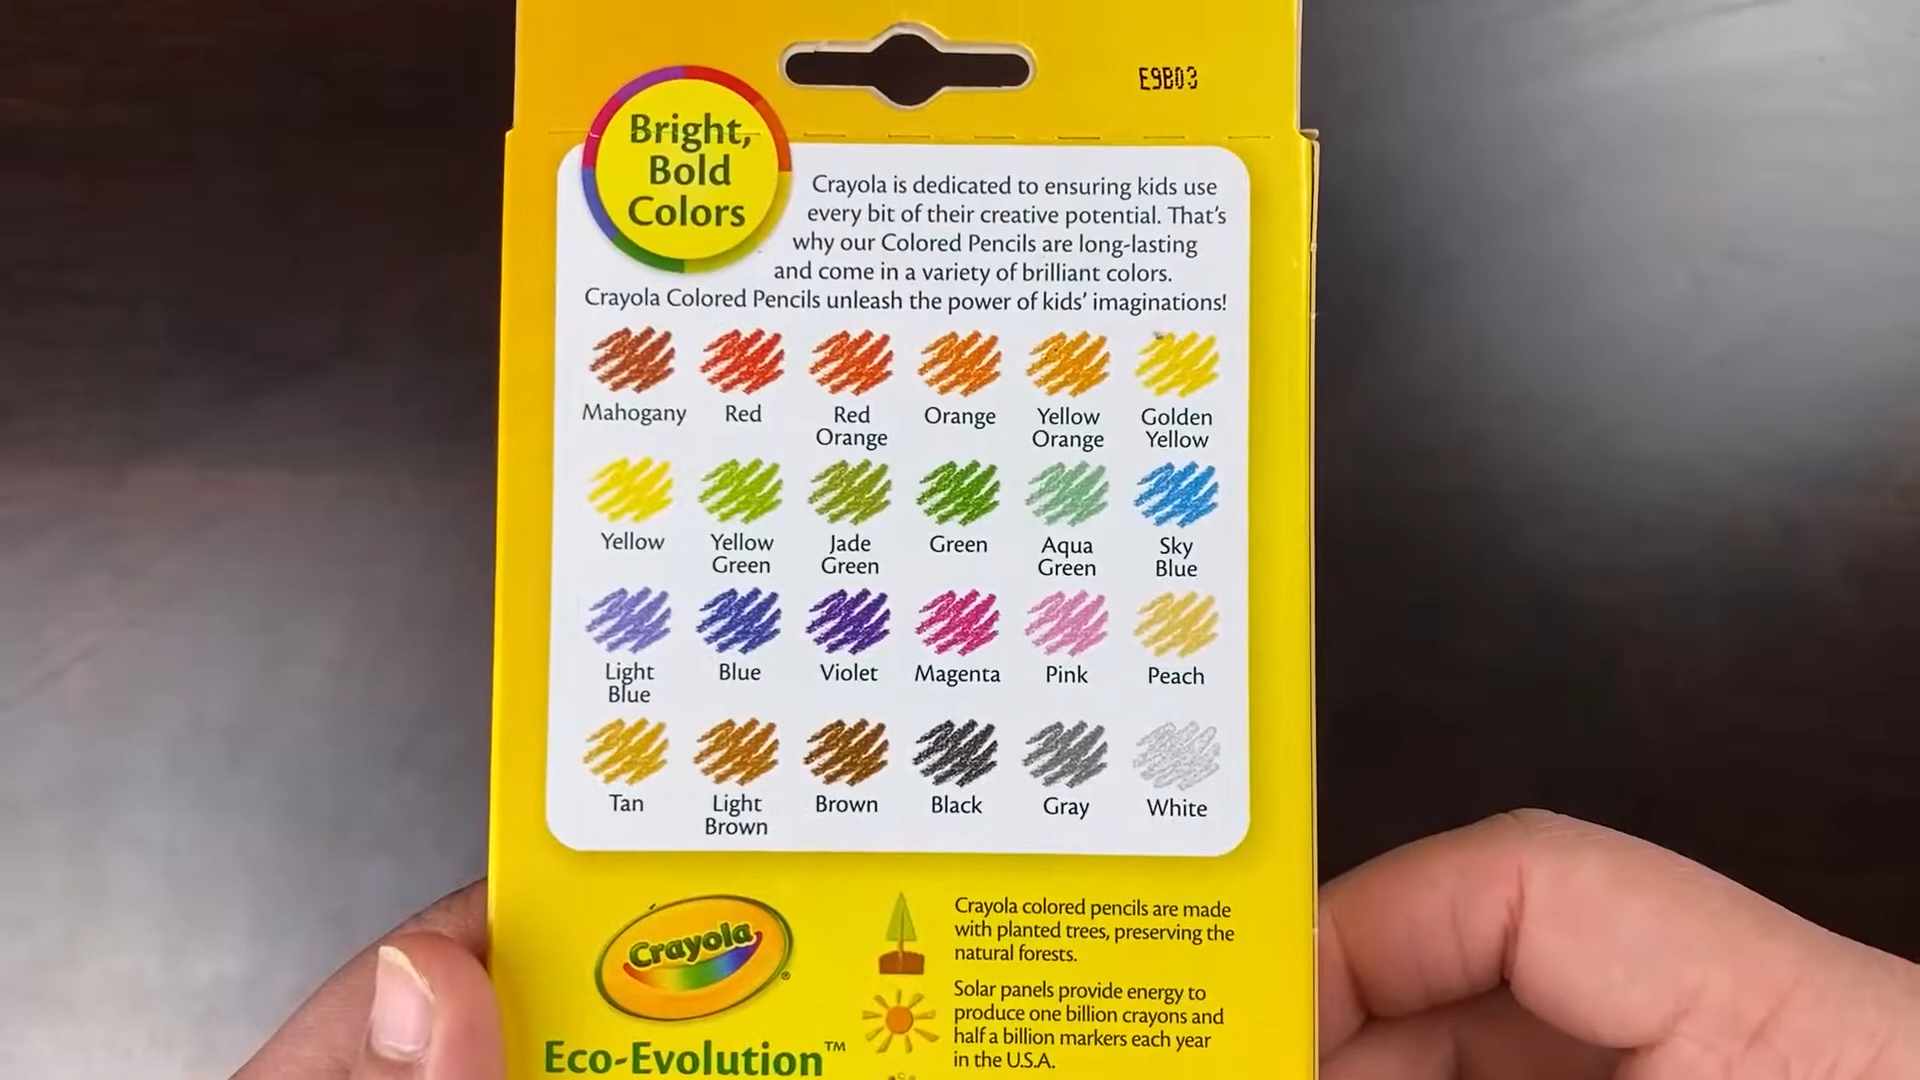 E9B03
Bright,
Bold
Colors
Crayola is dedicated to ensuring kids use
every bit of their creative potential. That's
why our Colored Pencils are long-lasting
and come in a variety of brilliant colors.
Crayola Colored Pencils unleash the power of kids' imaginations!
Mahogany Red Red Orange Orange Yellow Orange Golden Yellow
Yellow Yellow Green Jade Green Green Aqua Green Sky Blue
Light Blue Blue Violet Magenta Pink Peach
Tan Light Brown Brown Black Gray White
Crayola®
Eco-Evolution™
Crayola colored pencils are made
with planted trees, preserving the
natural forests.
Solar panels provide energy to
produce one billion crayons and
half a billion markers each year
in the U.S.A.